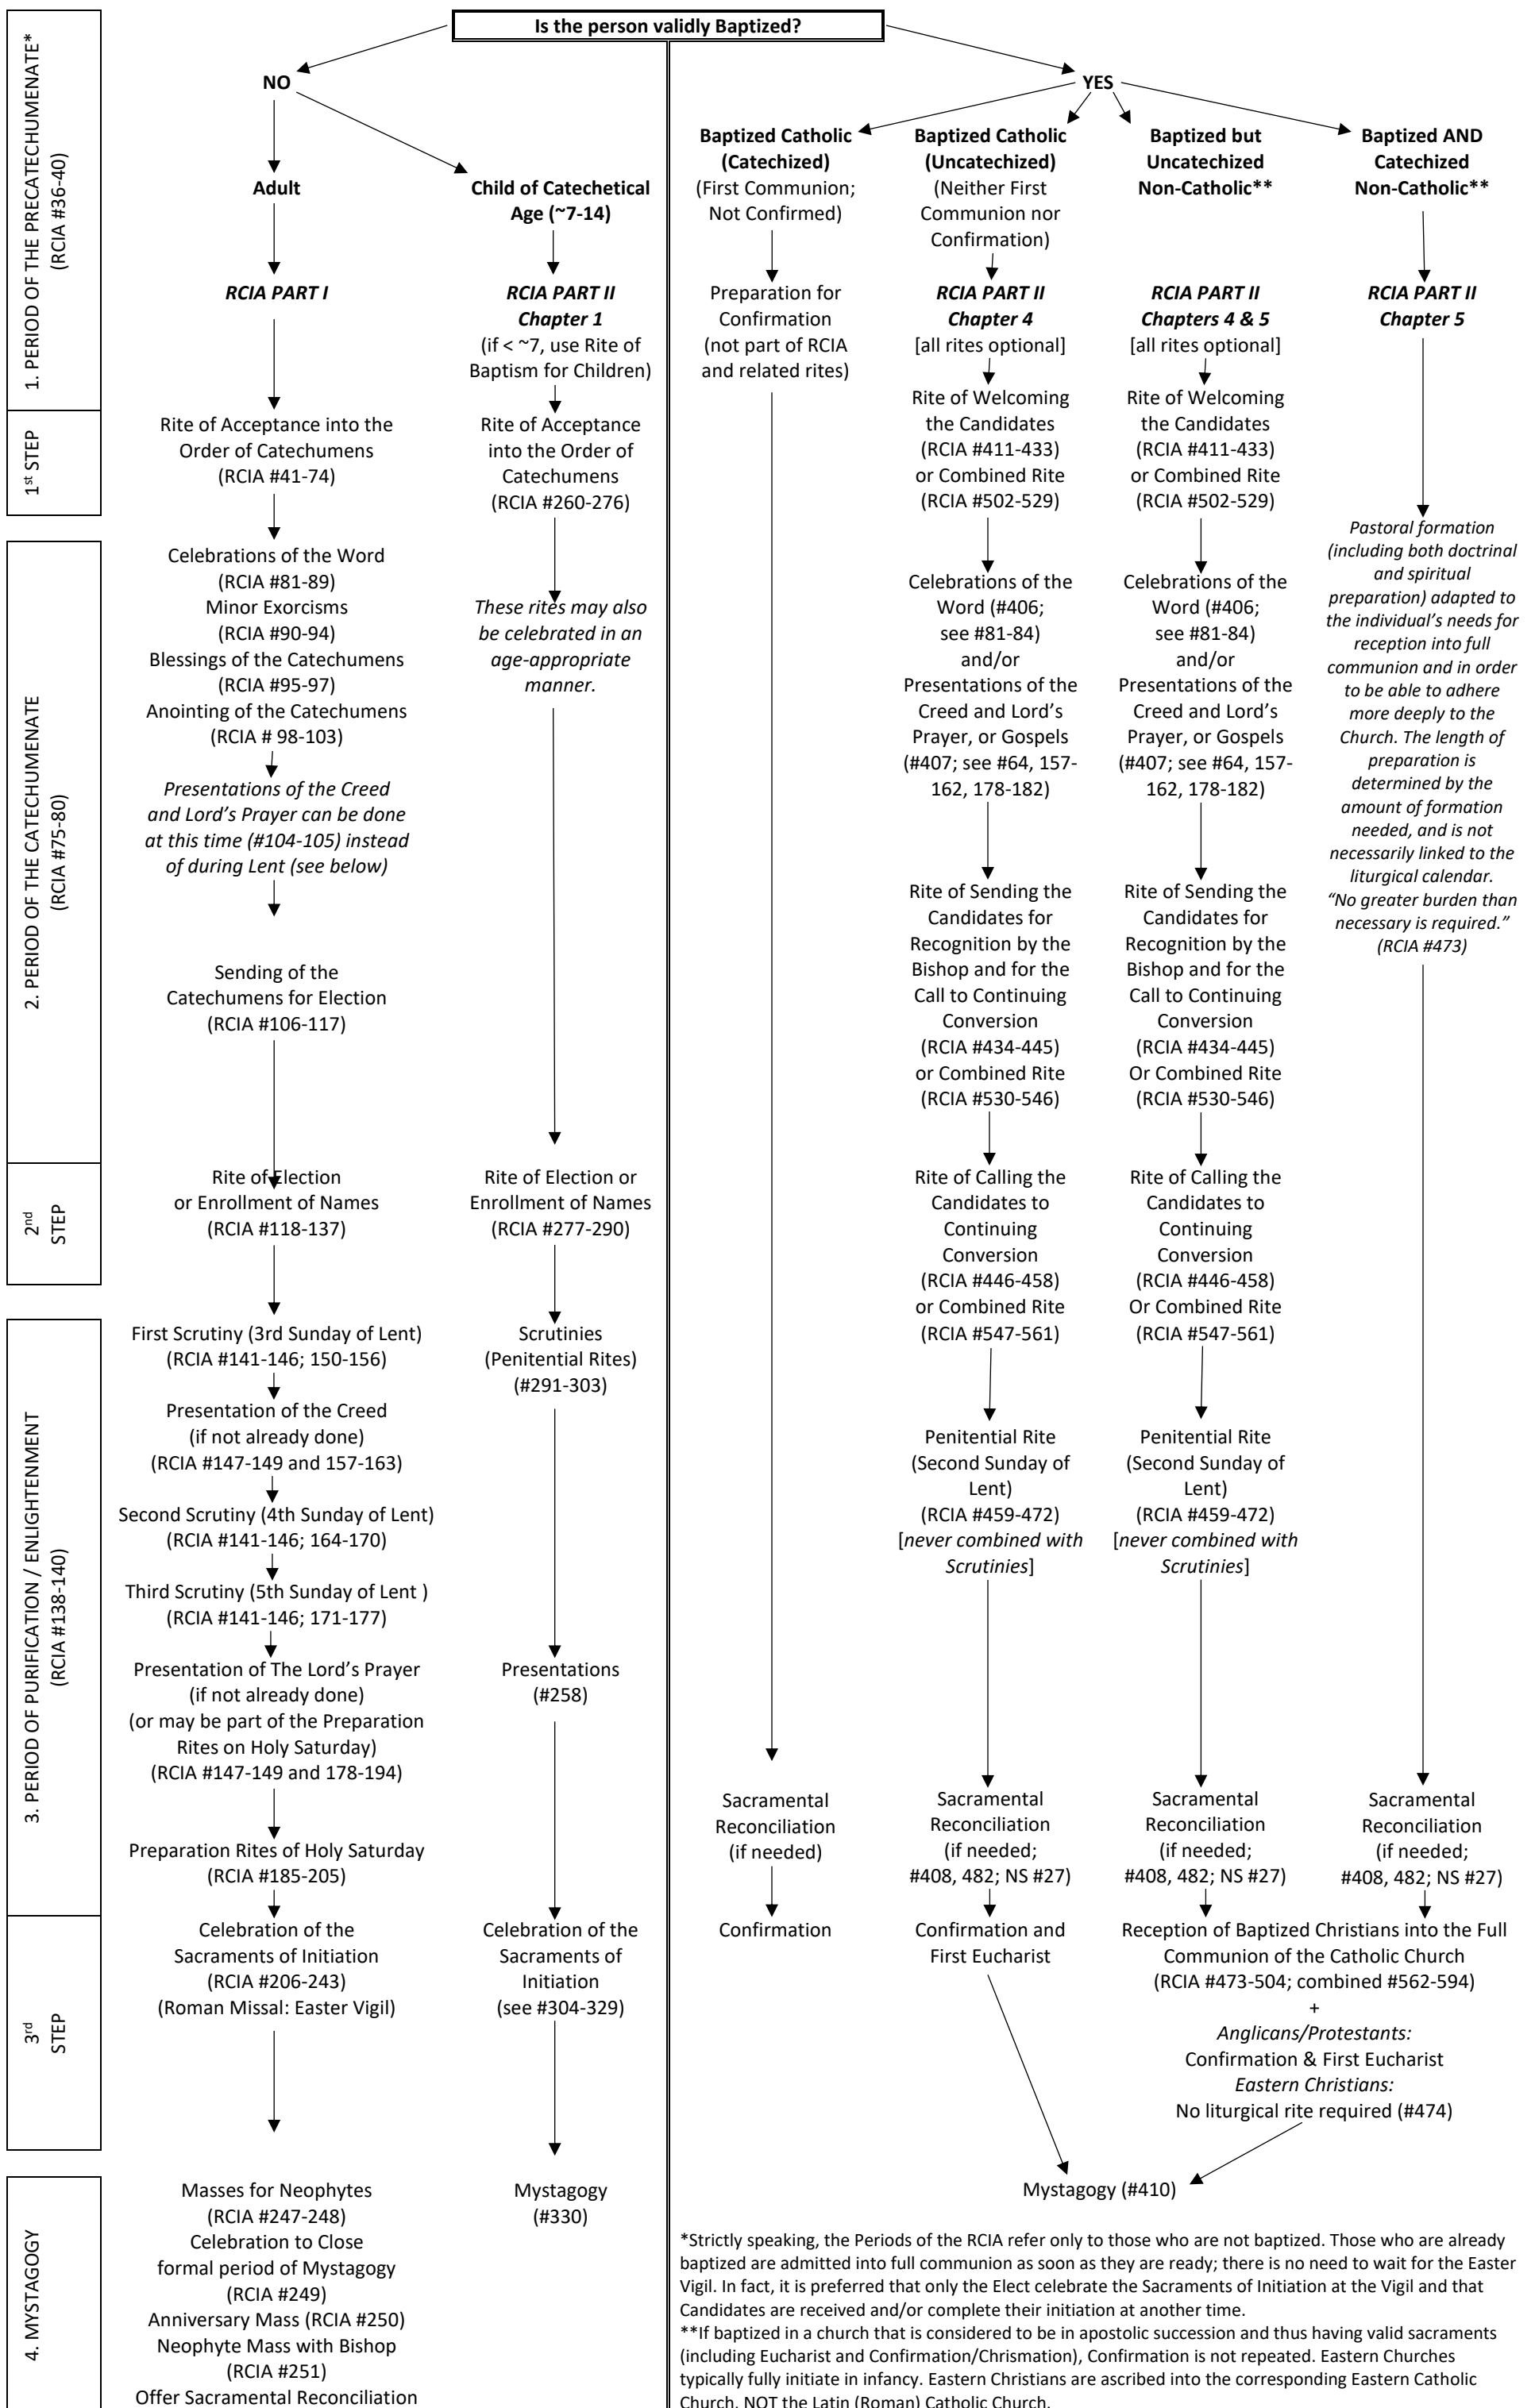 Is the person validly Baptized?
1. PERIOD OF THE PRECATECHUMENATE*
(RCIA #36-40)
1st STEP
2. PERIOD OF THE CATECHUMENATE
(RCIA #75-80)
2nd
STEP
3. PERIOD OF PURIFICATION / ENLIGHTENMENT
(RCIA #138-140)
3rd
STEP
4. MYSTAGOGY
NO
Adult
RCIA PART I
Rite of Acceptance into the
Order of Catechumens
(RCIA #41-74)
Celebrations of the Word
(RCIA #81-89)
Minor Exorcisms
(RCIA #90-94)
Blessings of the Catechumens
(RCIA #95-97)
Anointing of the Catechumens
(RCIA # 98-103)
Presentations of the Creed
and Lord's Prayer can be done
at this time (#104-105) instead
of during Lent (see below)
Sending of the
Catechumens for Election
(RCIA #106-117)
Rite of Election
or Enrollment of Names
(RCIA #118-137)
First Scrutiny (3rd Sunday of Lent)
(RCIA #141-146; 150-156)
Presentation of the Creed
(if not already done)
(RCIA #147-149 and 157-163)
Second Scrutiny (4th Sunday of Lent)
(RCIA #141-146; 164-170)
Third Scrutiny (5th Sunday of Lent )
(RCIA #141-146; 171-177)
Presentation of The Lord's Prayer
(if not already done)
(or may be part of the Preparation
Rites on Holy Saturday)
(RCIA #147-149 and 178-194)
Preparation Rites of Holy Saturday
(RCIA #185-205)
Celebration of the
Sacraments of Initiation
(RCIA #206-243)
(Roman Missal: Easter Vigil)
Masses for Neophytes
(RCIA #247-248)
Celebration to Close
formal period of Mystagogy
(RCIA #249)
Anniversary Mass (RCIA #250)
Neophyte Mass with Bishop
(RCIA #251)
Offer Sacramental Reconciliation
Child of Catechetical
Age (~7-14)
RCIA PART II
Chapter 1
(if < ~7, use Rite of
Baptism for Children)
Rite of Acceptance
into the Order of
Catechumens
(RCIA #260-276)
These rites may also
be celebrated in an
age-appropriate
manner.
Rite of Election or
Enrollment of Names
(RCIA #277-290)
Scrutinies
(Penitential Rites)
(#291-303)
Presentations
(#258)
Celebration of the
Sacraments of
Initiation
(see #304-329)
Mystagogy
(#330)
YES
Baptized Catholic
(Catechized)
(First Communion;
Not Confirmed)
Preparation for
Confirmation
(not part of RCIA
and related rites)
Sacramental
Reconciliation
(if needed)
Confirmation
Baptized Catholic
(Uncatechized)
(Neither First
Communion nor
Confirmation)
RCIA PART II
Chapter 4
[all rites optional]
Rite of Welcoming
the Candidates
(RCIA #411-433)
or Combined Rite
(RCIA #502-529)
Celebrations of the
Word (#406;
see #81-84)
and/or
Presentations of the
Creed and Lord's
Prayer, or Gospels
(#407; see #64, 157-
162, 178-182)
Rite of Sending the
Candidates for
Recognition by the
Bishop and for the
Call to Continuing
Conversion
(RCIA #434-445)
or Combined Rite
(RCIA #530-546)
Rite of Calling the
Candidates to
Continuing
Conversion
(RCIA #446-458)
or Combined Rite
(RCIA #547-561)
Penitential Rite
(Second Sunday of
Lent)
(RCIA #459-472)
[never combined with
Scrutinies]
Sacramental
Reconciliation
(if needed;
#408, 482; NS #27)
Confirmation and
First Eucharist
Baptized but
Uncatechized
Non-Catholic**
RCIA PART II
Chapters 4 & 5
[all rites optional]
Rite of Welcoming
the Candidates
(RCIA #411-433)
or Combined Rite
(RCIA #502-529)
Celebrations of the
Word (#406;
see #81-84)
and/or
Presentations of the
Creed and Lord's
Prayer, or Gospels
(#407; see #64, 157-
162, 178-182)
Rite of Sending the
Candidates for
Recognition by the
Bishop and for the
Call to Continuing
Conversion
(RCIA #434-445)
Or Combined Rite
(RCIA #530-546)
Rite of Calling the
Candidates to
Continuing
Conversion
(RCIA #446-458)
Or Combined Rite
(RCIA #547-561)
Penitential Rite
(Second Sunday of
Lent)
(RCIA #459-472)
[never combined with
Scrutinies]
Sacramental
Reconciliation
(if needed;
#408, 482; NS #27)
Baptized AND
Catechized
Non-Catholic**
RCIA PART II
Chapter 5
Pastoral formation
(including both doctrinal
and spiritual
preparation) adapted to
the individual's needs for
reception into full
communion and in order
to be able to adhere
more deeply to the
Church. The length of
preparation is
determined by the
amount of formation
needed, and is not
necessarily linked to the
liturgical calendar.
"No greater burden than
necessary is required."
(RCIA #473)
Sacramental
Reconciliation
(if needed;
#408, 482; NS #27)
Reception of Baptized Christians into the Full
Communion of the Catholic Church
(RCIA #473-504; combined #562-594)
+
Anglicans/Protestants:
Confirmation & First Eucharist
Eastern Christians:
No liturgical rite required (#474)
Mystagogy (#410)
*Strictly speaking, the Periods of the RCIA refer only to those who are not baptized. Those who are already
baptized are admitted into full communion as soon as they are ready; there is no need to wait for the Easter
Vigil. In fact, it is preferred that only the Elect celebrate the Sacraments of Initiation at the Vigil and that
Candidates are received and/or complete their initiation at another time.
**If baptized in a church that is considered to be in apostolic succession and thus having valid sacraments
(including Eucharist and Confirmation/Chrismation), Confirmation is not repeated. Eastern Churches
typically fully initiate in infancy. Eastern Christians are ascribed into the corresponding Eastern Catholic
Church, NOT the Latin (Roman) Catholic Church.